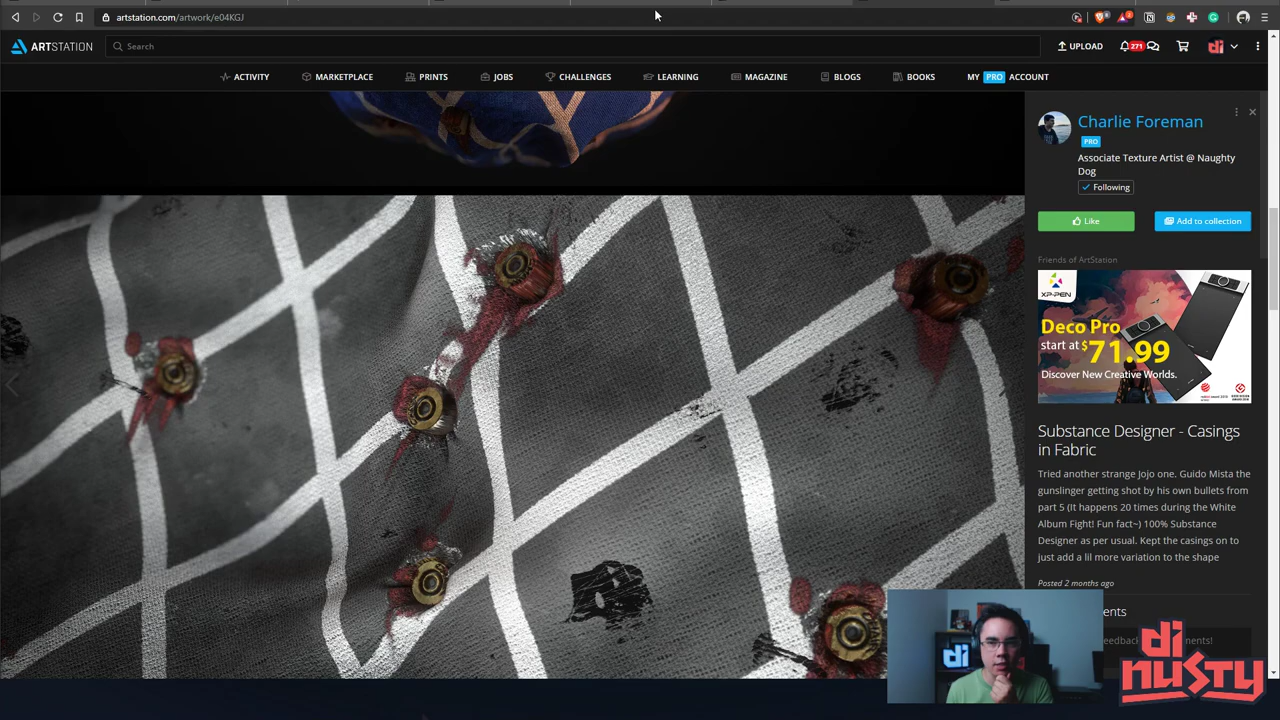 artstation.com/artwork/e04KGJ
ARTSTATION
Search
UPLOAD
271
di
ACTIVITY
MARKETPLACE
PRINTS
JOBS
CHALLENGES
LEARNING
MAGAZINE
BLOGS
BOOKS
MY PRO ACCOUNT
Charlie Foreman
PRO
Associate Texture Artist @ Naughty
Dog
Following
Like
Add to collection
Friends of ArtStation
XP-PEN
Deco Pro
start at $71.99
Discover New Creative Worlds.
Substance Designer - Casings
in Fabric
Tried another strange Jojo one. Guido Mista the
gunslinger getting shot by his own bullets from
part 5 (It happens 20 times during the White
Album Fight! Fun fact~) 100% Substance
Designer as per usual. Kept the casings on to
just add a lil more variation to the shape
Posted 2 months ago
ents
di
di
nusty